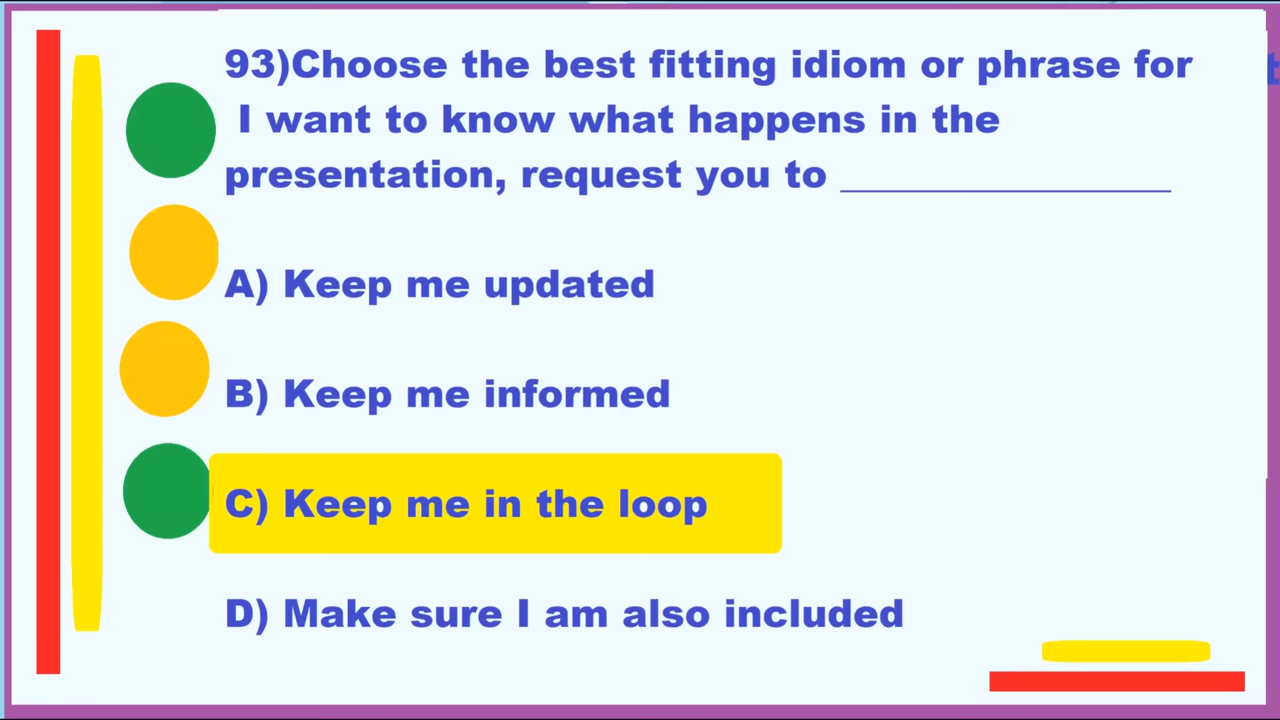 93)Choose the best fitting idiom or phrase for
I want to know what happens in the
presentation, request you to _________________
A) Keep me updated
B) Keep me informed
C) Keep me in the loop
D) Make sure I am also included